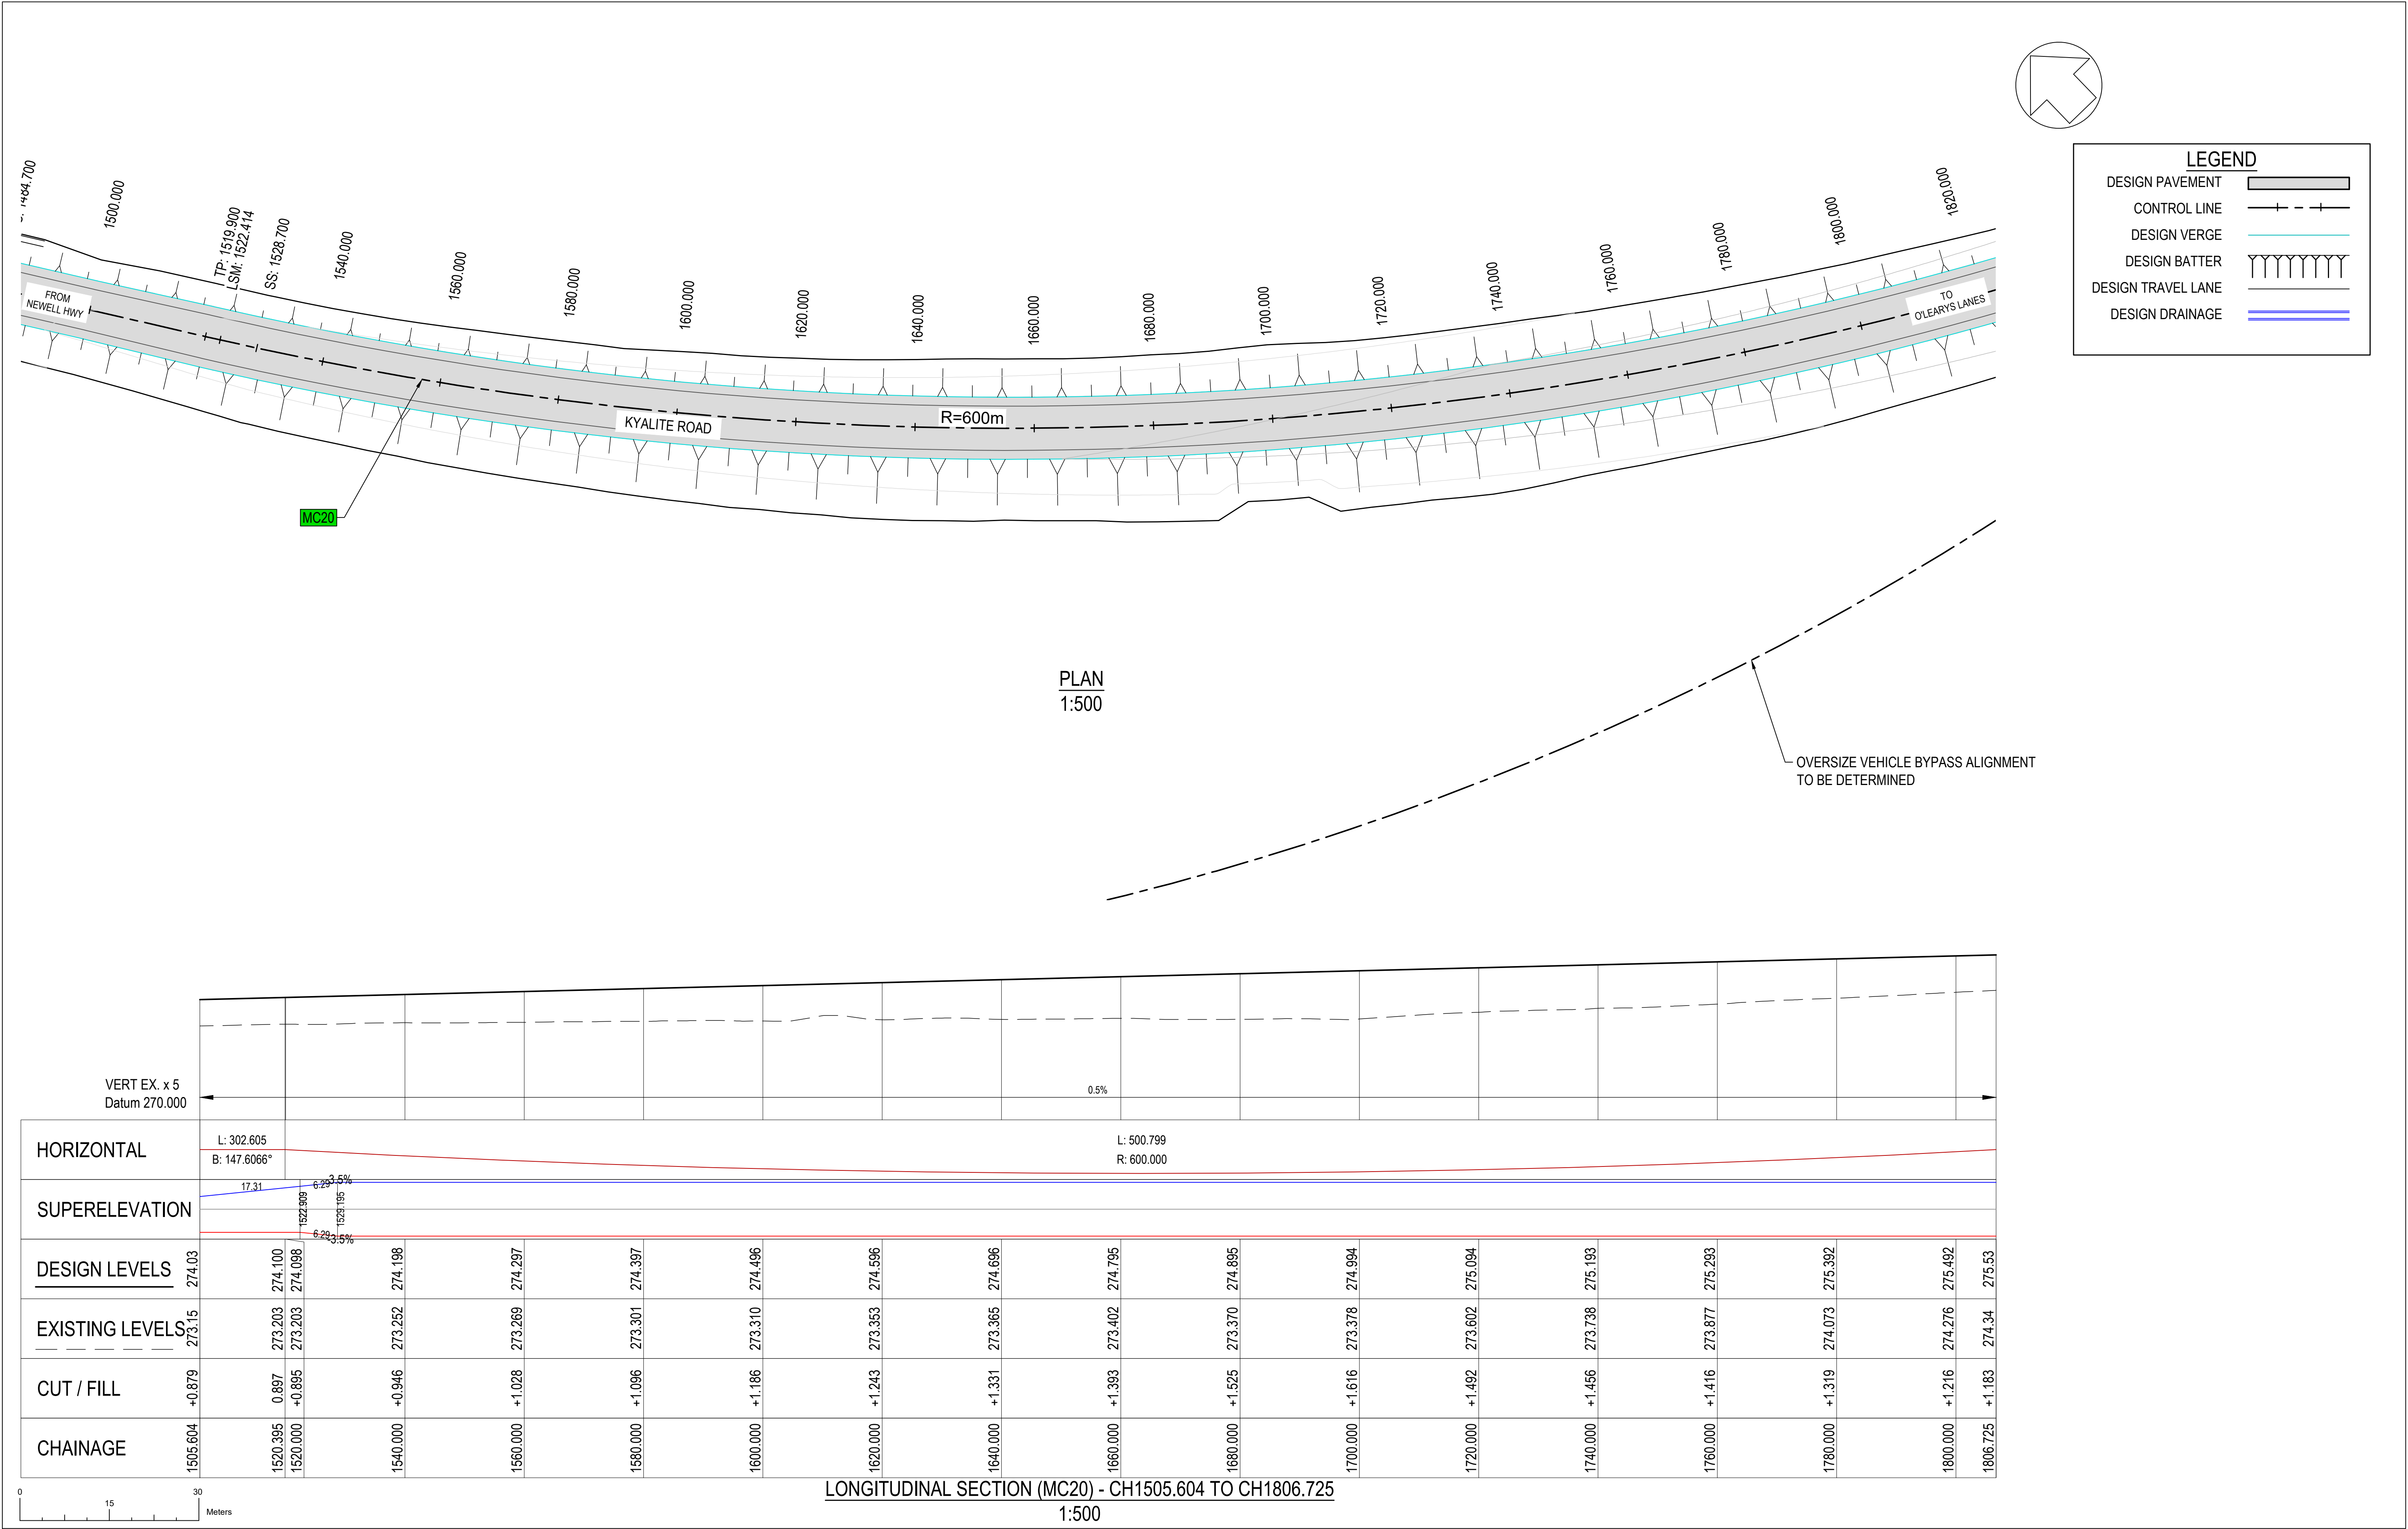 : 1484.700
1500.000
TP: 1519.900
LSM: 1522.414
SS: 1528.700
1540.000
1560.000
1580.000
1600.000
1620.000
1640.000
1660.000
1680.000
1700.000
1720.000
1740.000
1760.000
1780.000
1800.000
1820.000
LEGEND
DESIGN PAVEMENT
CONTROL LINE
DESIGN VERGE
DESIGN BATTER
DESIGN TRAVEL LANE
DESIGN DRAINAGE
FROM
NEWELL HWY
TO
O'LEARYS LANES
KYALITE ROAD
R=600m
MC20
PLAN
1:500
OVERSIZE VEHICLE BYPASS ALIGNMENT
TO BE DETERMINED
VERT EX. x 5
Datum 270.000
0.5%
HORIZONTAL
L: 302.605
B: 147.6066°
L: 500.799
R: 600.000
SUPERELEVATION
17.31
1522.909
6.29
3.5%
1529.195
6.29
-3.5%
DESIGN LEVELS 274.03 274.100 274.098 274.198 274.297 274.397 274.496 274.596 274.696 274.795 274.895 274.994 275.094 275.193 275.293 275.392 275.492 275.53
EXISTING LEVELS 273.15 273.203 273.203 273.252 273.269 273.301 273.310 273.353 273.365 273.402 273.370 273.378 273.602 273.738 273.877 274.073 274.276 274.34
CUT / FILL +0.879 0.897 +0.895 +0.946 +1.028 +1.096 +1.186 +1.243 +1.331 +1.393 +1.525 +1.616 +1.492 +1.456 +1.416 +1.319 +1.216 +1.183
CHAINAGE 1505.604 1520.395 1520.000 1540.000 1560.000 1580.000 1600.000 1620.000 1640.000 1660.000 1680.000 1700.000 1720.000 1740.000 1760.000 1780.000 1800.000 1806.725
LONGITUDINAL SECTION (MC20) - CH1505.604 TO CH1806.725
1:500
0 15 30 Meters